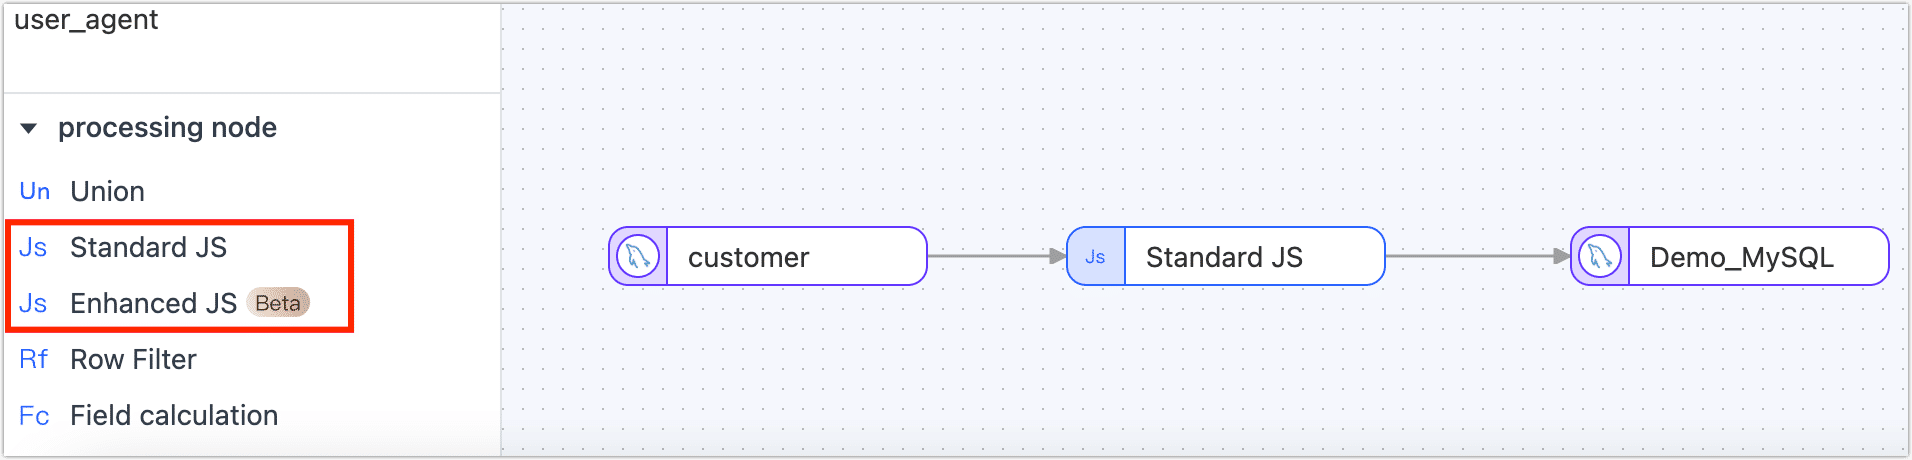 user_agent
processing node
Un Union
Js Standard JS
Js Enhanced JS Beta
Rf Row Filter
Fc Field calculation
customer
Js Standard JS
Demo_MySQL